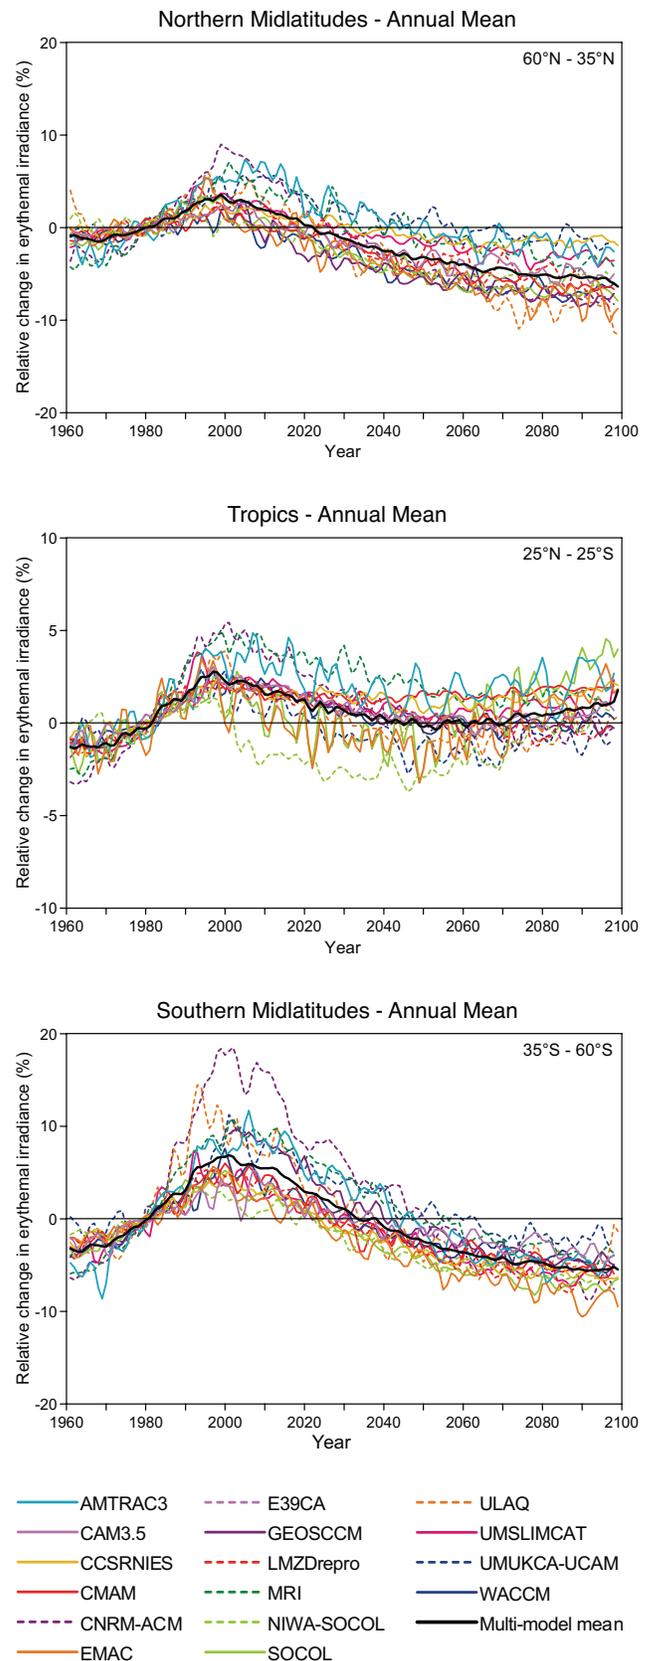 Northern Midlatitudes - Annual Mean
60°N - 35°N
Relative change in erythemal irradiance (%)
20
10
0
-10
-20
1960 1980 2000 2020 2040 2060 2080 2100
Year
Tropics - Annual Mean
25°N - 25°S
Relative change in erythemal irradiance (%)
10
5
0
-5
-10
1960 1980 2000 2020 2040 2060 2080 2100
Year
Southern Midlatitudes - Annual Mean
35°S - 60°S
Relative change in erythemal irradiance (%)
20
10
0
-10
-20
1960 1980 2000 2020 2040 2060 2080 2100
Year
AMTRAC3 E39CA ULAQ
CAM3.5 GEOSCCM UMSLIMCAT
CCSRNIES LMZDrepro UMUKCA-UCAM
CMAM MRI WACCM
CNRM-ACM NIWA-SOCOL Multi-model mean
EMAC SOCOL